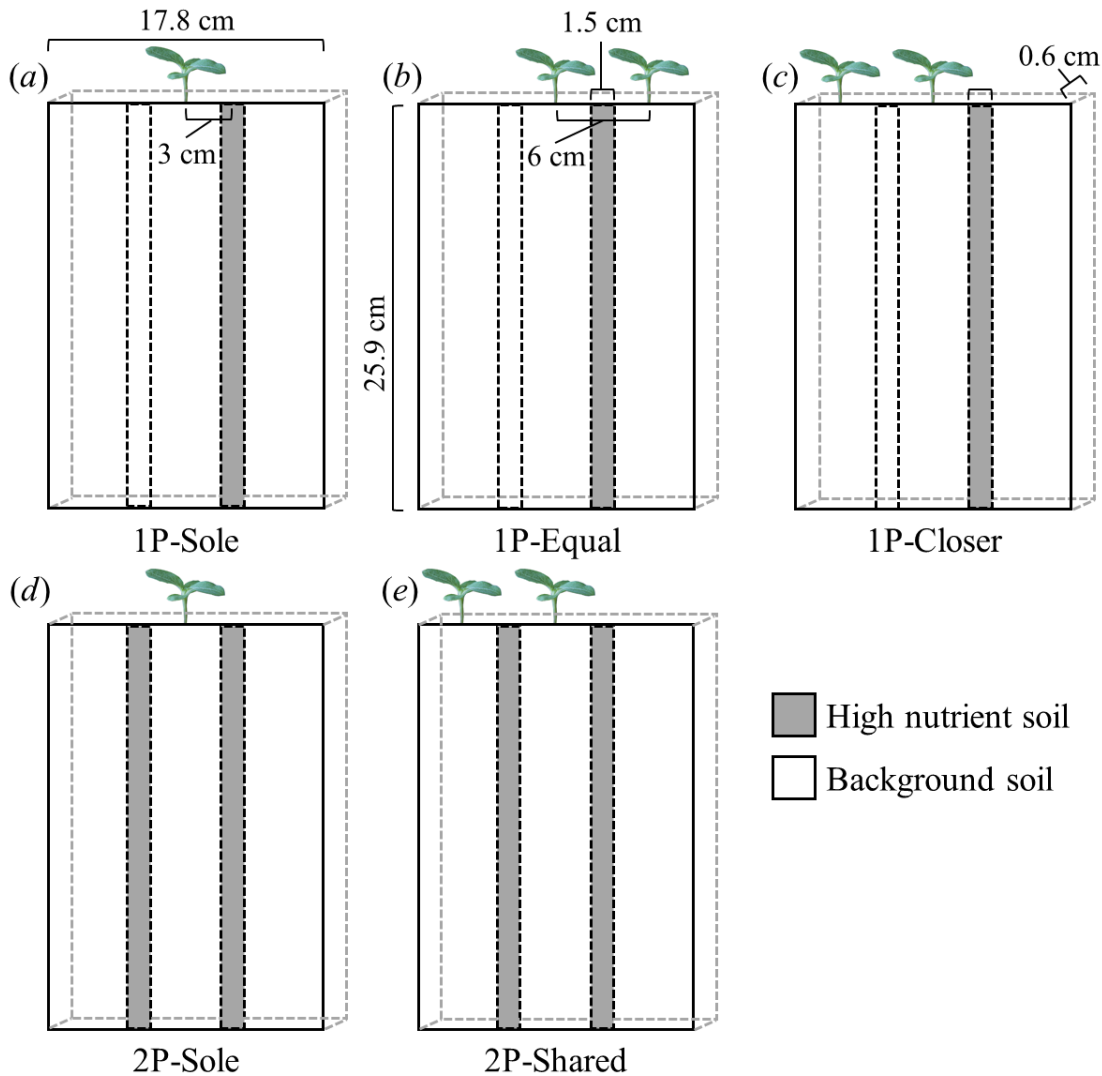 17.8 cm
1.5 cm
0.6 cm
(a)
(b)
(c)
3 cm
6 cm
25.9 cm
1P-Sole
1P-Equal
1P-Closer
(d)
(e)
High nutrient soil
Background soil
2P-Sole
2P-Shared